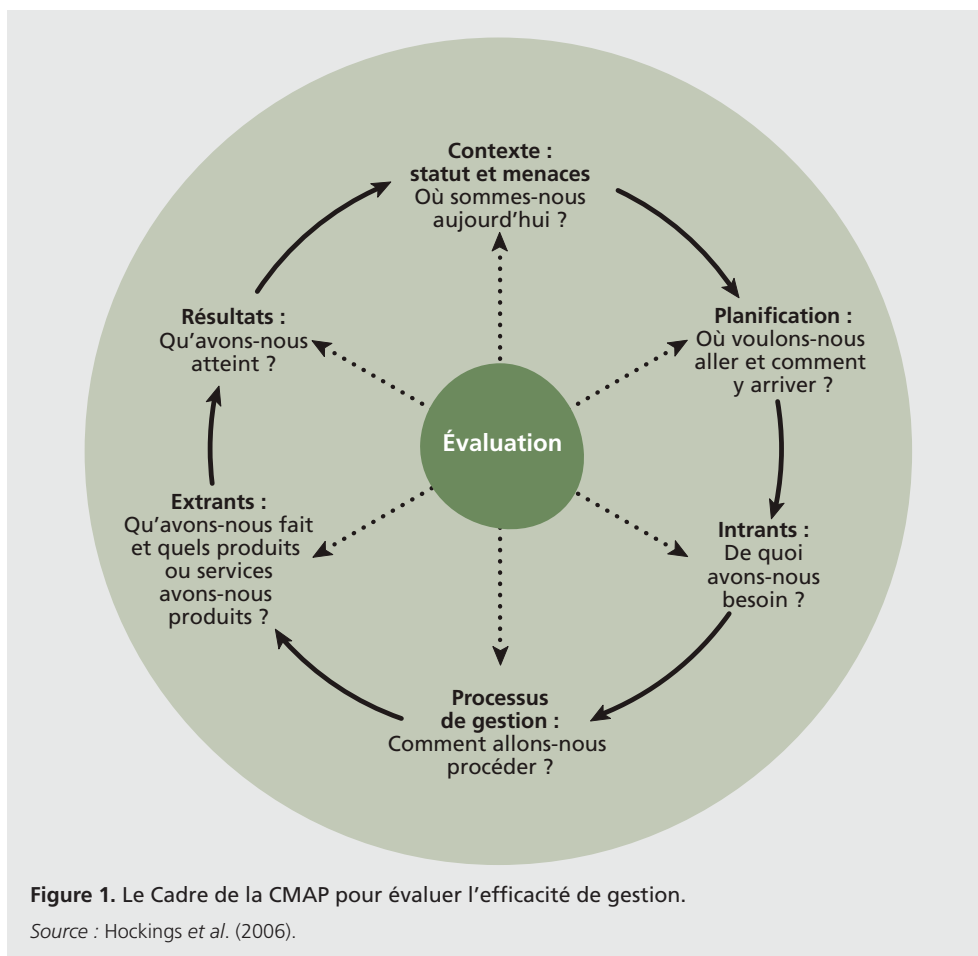 Contexte :
statut et menaces
Où sommes-nous
aujourd'hui ?
Planification :
Où voulons-nous
aller et comment
y arriver ?
Intrants :
De quoi
avons-nous
besoin ?
Processus
de gestion :
Comment allons-nous
procéder ?
Extrants :
Qu'avons-nous fait
et quels produits
ou services
avons-nous
produits ?
Résultats :
Qu'avons-nous
atteint ?
Évaluation
Figure 1. Le Cadre de la CMAP pour évaluer l'efficacité de gestion.
Source : Hockings et al. (2006).